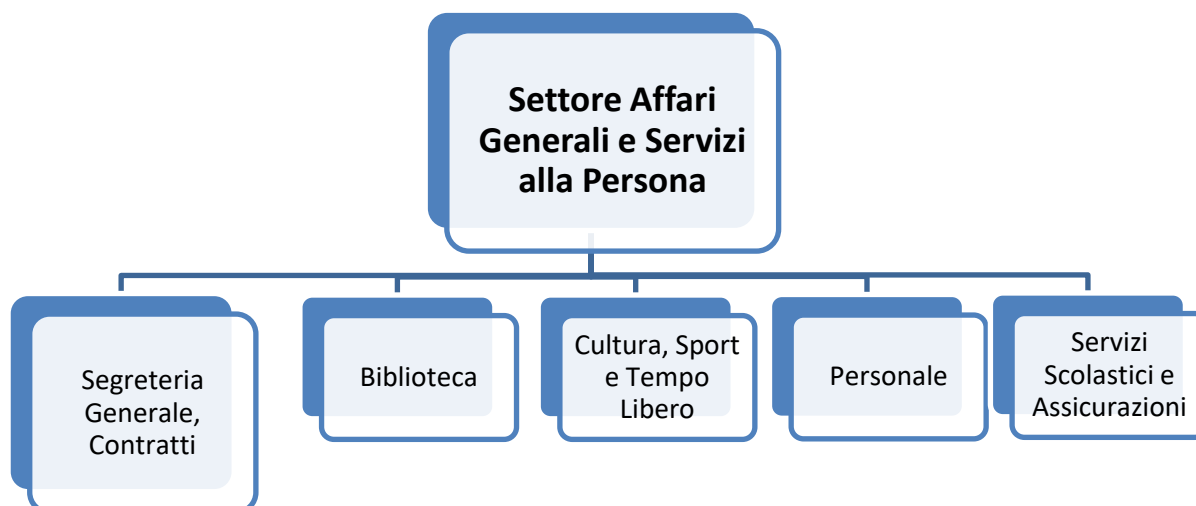 Settore Affari
Generali e Servizi
alla Persona
Segreteria
Generale,
Contratti
Biblioteca
Cultura, Sport
e Tempo
Libero
Personale
Servizi
Scolastici e
Assicurazioni